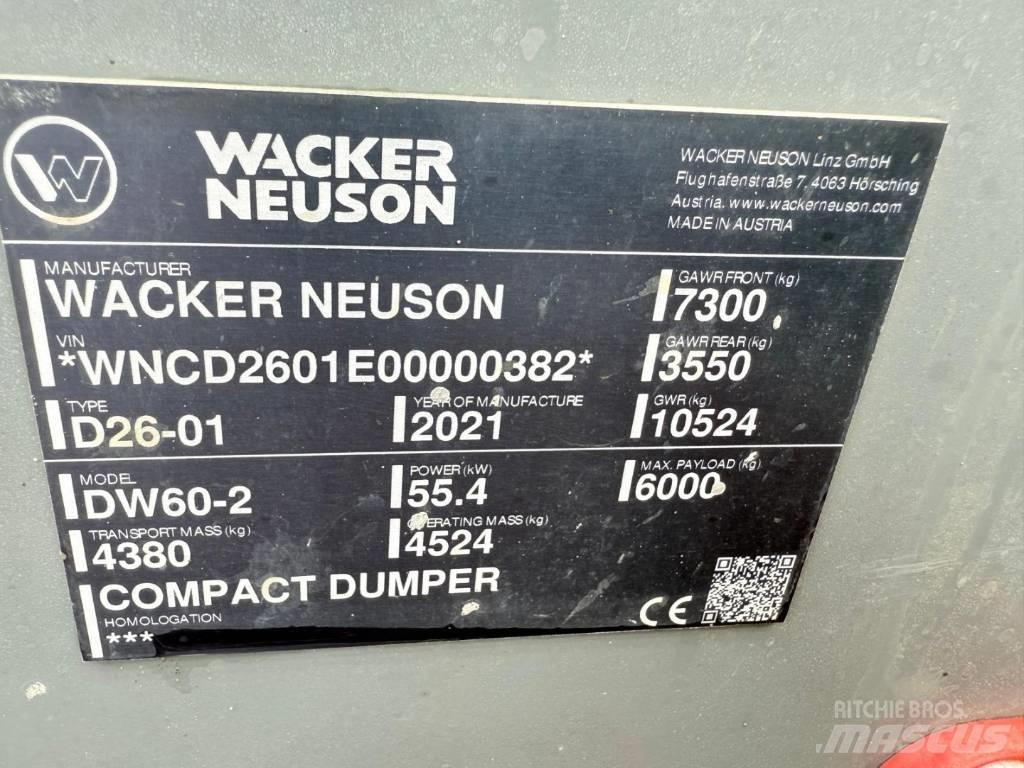 W
WACKER
NEUSON
WACKER NEUSON Linz GmbH
Flughafenstraße 7, 4063 Hörsching
Austria. www.wackerneuson.com
MADE IN AUSTRIA
MANUFACTURER
WACKER NEUSON
VIN
*WNCD2601E00000382*
TYPE
D26-01
YEAR OF MANUFACTURE
2021
GAWR FRONT (kg)
7300
GAWR REAR (kg)
3550
GWR (kg)
10524
MODEL
DW60-2
POWER (kW)
55.4
MAX. PAYLOAD (kg)
6000
TRANSPORT MASS (kg)
4380
OPERATING MASS (kg)
4524
COMPACT DUMPER
HOMOLOGATION
***
CE
RITCHIE BROS.
MASCUS